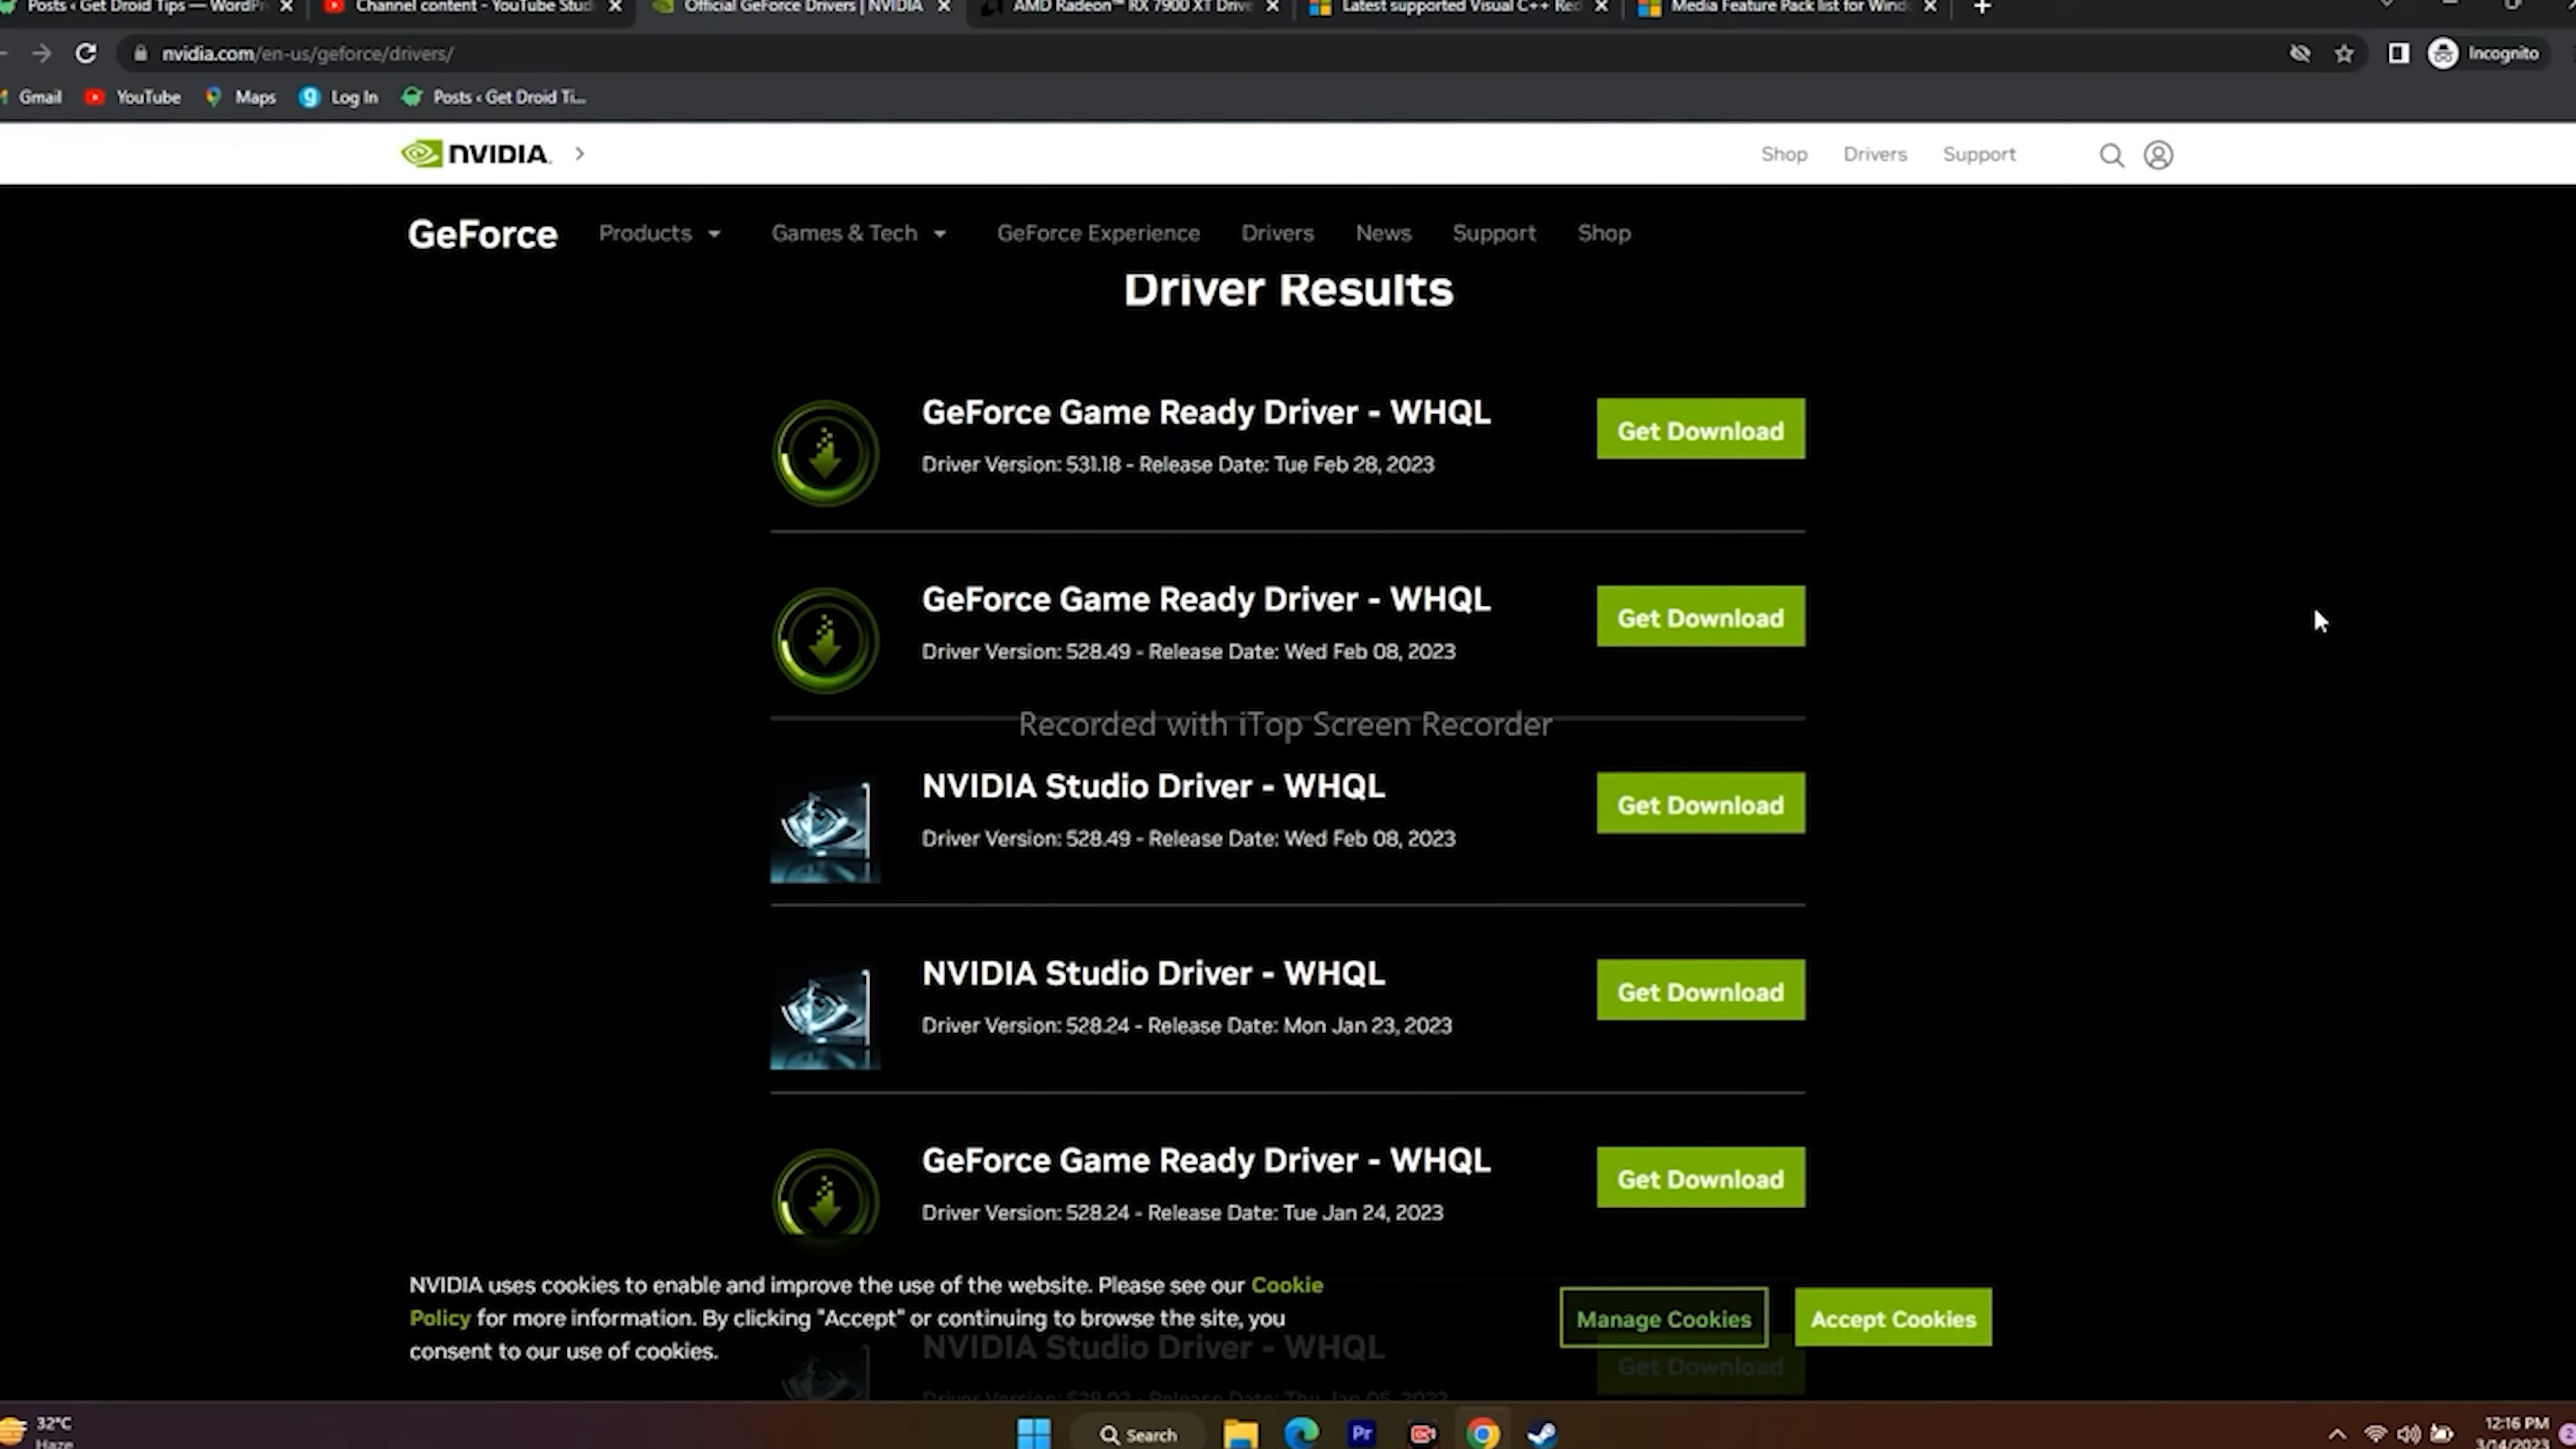 Posts ‹ Get Droid Tips — WordPr
Channel content - YouTube Stud
Official GeForce Drivers | NVIDIA
AMD Radeon™ RX 7900 XT Drive
Latest supported Visual C++ Red
Media Feature Pack list for Wind
nvidia.com/en-us/geforce/drivers/
Incognito
Gmail
YouTube
Maps
Log In
Posts ‹ Get Droid Ti...
NVIDIA.
Shop
Drivers
Support
GeForce
Products
Games & Tech
GeForce Experience
Drivers
News
Support
Shop
Driver Results
GeForce Game Ready Driver - WHQL
Get Download
Driver Version: 531.18 - Release Date: Tue Feb 28, 2023
GeForce Game Ready Driver - WHQL
Get Download
Driver Version: 528.49 - Release Date: Wed Feb 08, 2023
Recorded with iTop Screen Recorder
NVIDIA Studio Driver - WHQL
Get Download
Driver Version: 528.49 - Release Date: Wed Feb 08, 2023
NVIDIA Studio Driver - WHQL
Get Download
Driver Version: 528.24 - Release Date: Mon Jan 23, 2023
GeForce Game Ready Driver - WHQL
Get Download
Driver Version: 528.24 - Release Date: Tue Jan 24, 2023
NVIDIA uses cookies to enable and improve the use of the website. Please see our Cookie
Policy for more information. By clicking "Accept" or continuing to browse the site, you
consent to our use of cookies.
Manage Cookies
Accept Cookies
NVIDIA Studio Driver - WHQL
Get Download
32°C
Haze
Search
Pr
12:16 PM
3/14/2023